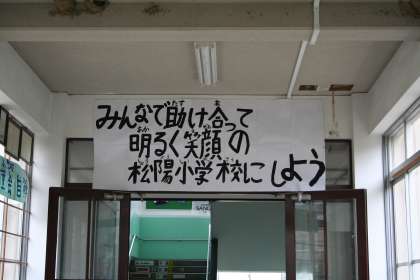 みんなで助け合って
明るく笑顔の
松陽小学校にしよう